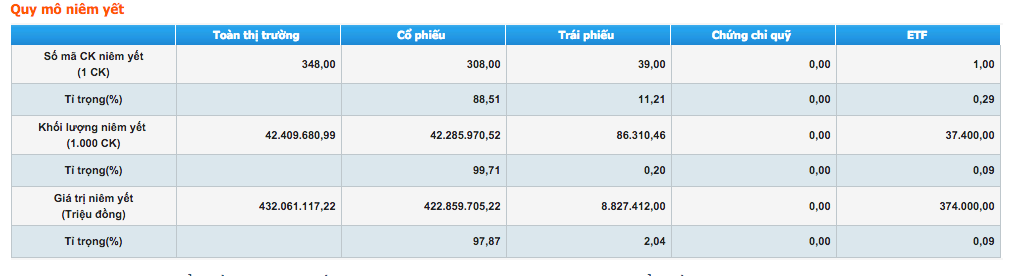 Quy mô niêm yết
Toàn thị trường Cổ phiếu Trái phiếu Chứng chỉ quỹ ETF
Số mã CK niêm yết
(1 CK) 348,00 308,00 39,00 0,00 1,00
Tỉ trọng(%) 88,51 11,21 0,00 0,29
Khối lượng niêm yết
(1.000 CK) 42.409.680,99 42.285.970,52 86.310,46 0,00 37.400,00
Tỉ trọng(%) 99,71 0,20 0,00 0,09
Giá trị niêm yết
(Triệu đồng) 432.061.117,22 422.859.705,22 8.827.412,00 0,00 374.000,00
Tỉ trọng(%) 97,87 2,04 0,00 0,09